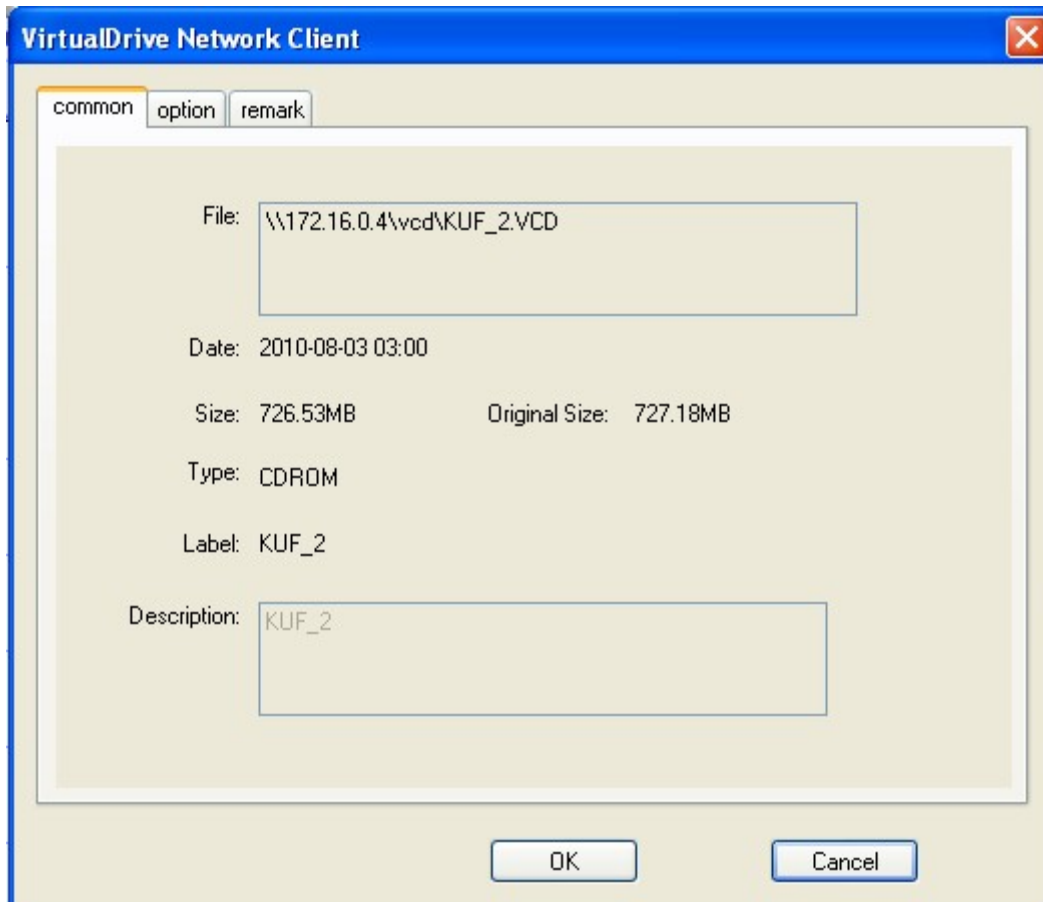 VirtualDrive Network Client
common option remark
File: \\172.16.0.4\vcd\KUF_2.VCD
Date: 2010-08-03 03:00
Size: 726.53MB Original Size: 727.18MB
Type: CDROM
Label: KUF_2
Description: KUF_2
OK Cancel